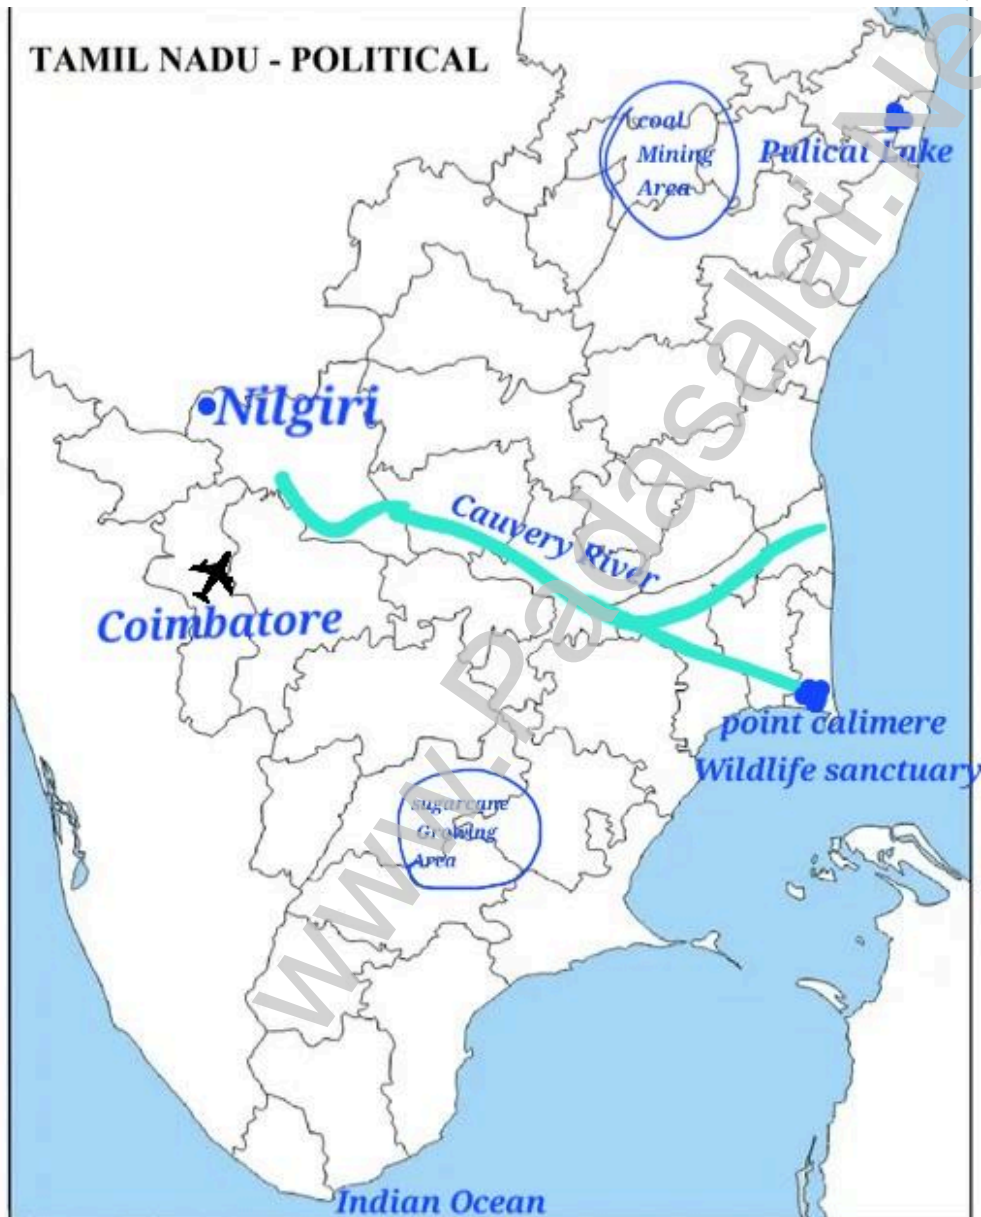 TAMIL NADU - POLITICAL
coal
Mining
Area
Pulicat Lake
Nilgiri
Cauvery River
Coimbatore
point calimere
Wildlife sanctuary
sugarcane
Growing
Area
Indian Ocean
www.Padasalai.Ne